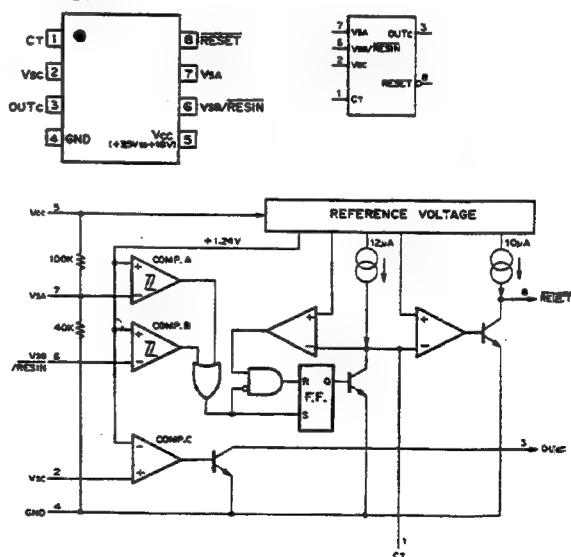 CT 1
8 RESET
VSC 2
7 VSA
OUTC 3
6 VSB/RESIN
4 GND
VCC 5
(+3.5V to +18V)
7 VSA
OUTC 3
6 VSB/RESIN
2 VSC
RESET 8
1 CT
REFERENCE VOLTAGE
VCC 5
+1.24V
12μA
10μA
COMP.A
100K
8 RESET
VSA 7
COMP.B
40K
VSB 6
/RESIN
R Q
F.F.
S
COMP.C
3 OUTC
VSC 2
GND 4
1
CT